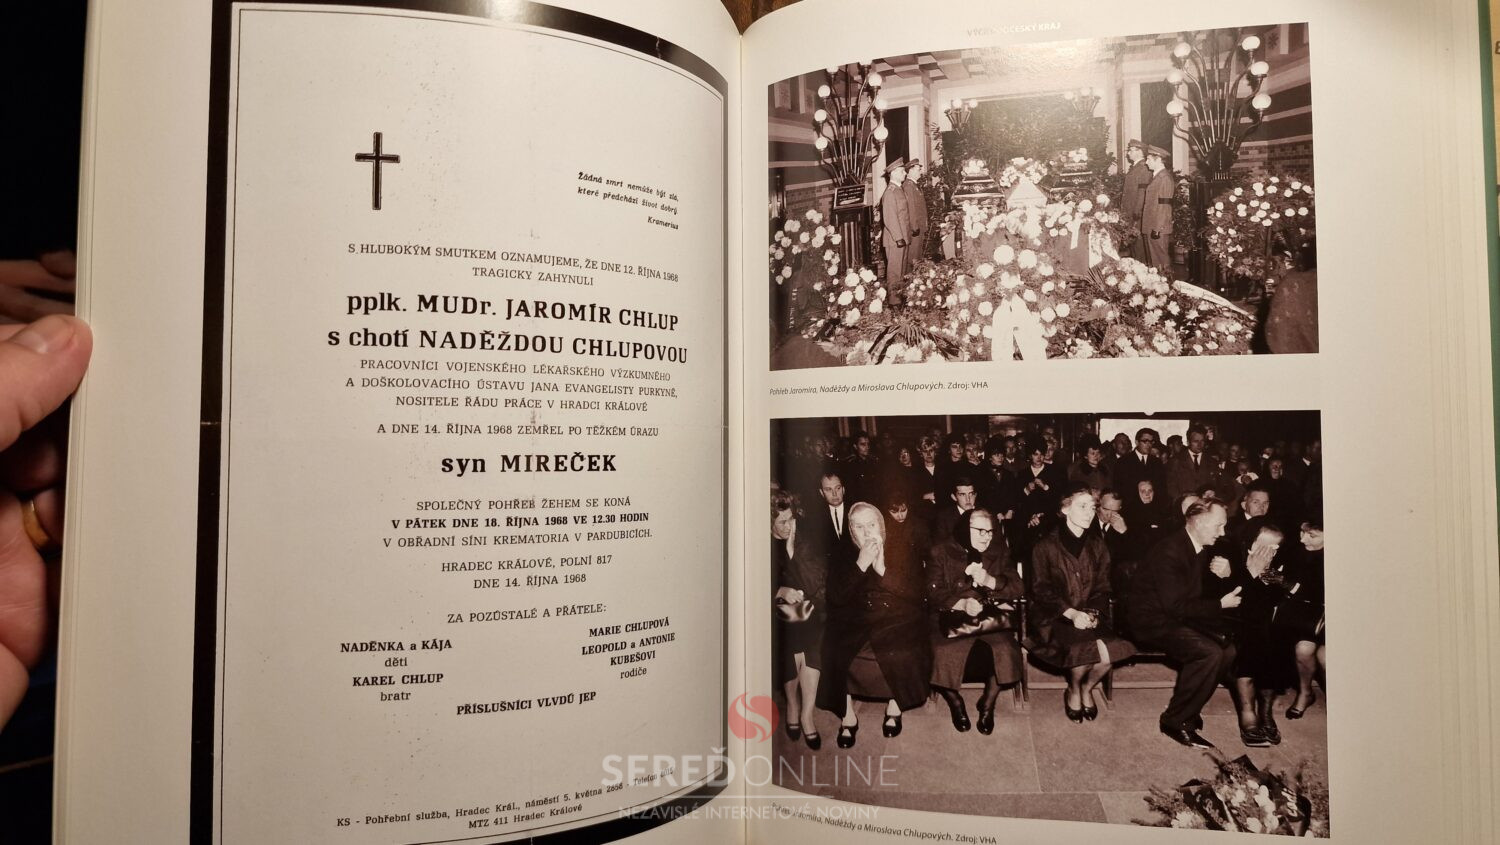 Žádná smrt nemůže být zlá,
které předchází život dobrý.
Kramerius
S HLUBOKÝM SMUTKEM OZNAMUJEME, ŽE DNE 12. ŘÍJNA 1968
TRAGICKY ZAHYNULI
pplk. MUDr. JAROMÍR CHLUP
s chotí NADĚŽDOU CHLUPOVOU
PRACOVNÍCI VOJENSKÉHO LÉKAŘSKÉHO VÝZKUMNÉHO
A DOŠKOLOVACÍHO ÚSTAVU JANA EVANGELISTY PURKYNĚ,
NOSITELE ŘÁDU PRÁCE V HRADCI KRÁLOVÉ
A DNE 14. ŘÍJNA 1968 ZEMŘEL PO TĚŽKÉM ÚRAZU
syn MIREČEK
SPOLEČNÝ POHŘEB ŽEHEM SE KONÁ
V PÁTEK DNE 18. ŘÍJNA 1968 VE 12.30 HODIN
V OBŘADNÍ SÍNI KREMATORIA V PARDUBICÍCH.
HRADEC KRÁLOVÉ, POLNÍ 817
DNE 14. ŘÍJNA 1968
ZA POZŮSTALÉ A PŘÁTELE:
NADĚNKA a KÁJA
děti
KAREL CHLUP
bratr
MARIE CHLUPOVÁ
LEOPOLD a ANTONIE
KUBEŠOVI
rodiče
PŘÍSLUŠNÍCI VLVDÚ JEP
KS - Pohřební služba, Hradec Král., náměstí 5. května 2856 - Telefon
MTZ 411 Hradec Králové
VÝCHODOČESKÝ KRAJ
Pohřeb Jaromíra, Naděždy a Miroslava Chlupových. Zdroj: VHA
Pohřeb Jaromíra, Naděždy a Miroslava Chlupových. Zdroj: VHA
SEREĎONLINE
NEZÁVISLÉ INTERNETOVÉ NOVINY